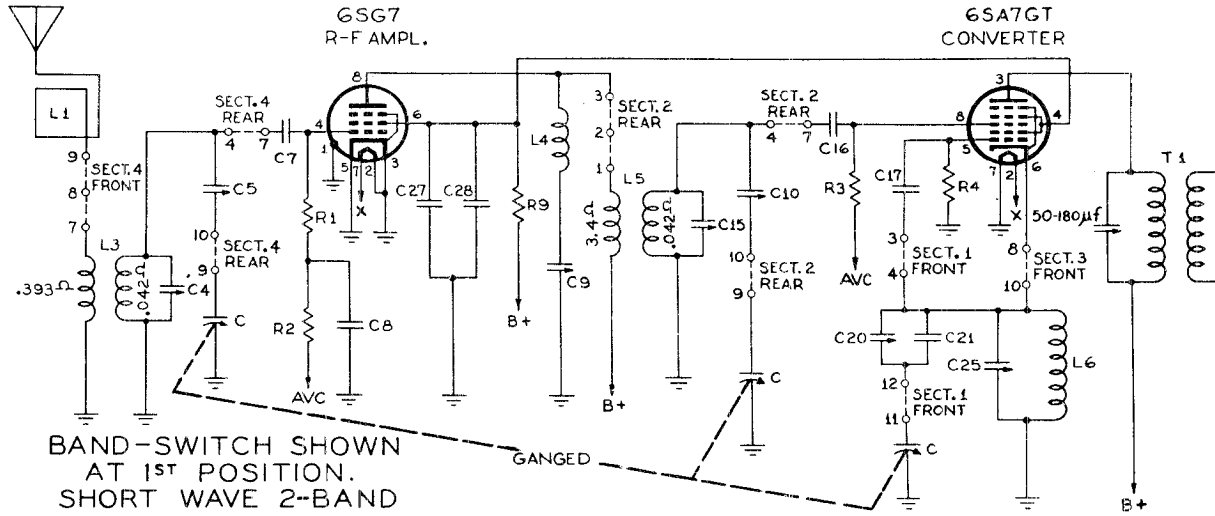 6SG7
R-F AMPL.
6SA7GT
CONVERTER
L1
9
SECT.4
FRONT
8
7
L3
.393Ω
.042Ω
C4
SECT.4
REAR
4
7
C7
C5
10
SECT.4
REAR
9
C
8
4
6
1
5
7
2
3
X
R1
R2
C8
AVC
C27
C28
R9
B+
L4
C9
3
SECT.2
REAR
2
1
L5
3.4Ω
.042Ω
C15
B+
SECT.2
REAR
4
7
C16
C10
10
SECT.2
REAR
9
C
R3
AVC
3
8
5
4
7
2
6
X
C17
R4
3
SECT.1
FRONT
4
8
SECT.3
FRONT
10
C20
C21
C25
L6
12
SECT.1
FRONT
11
C
50-180μf
T1
B+
GANGED
BAND-SWITCH SHOWN
AT 1ST POSITION.
SHORT WAVE 2-BAND